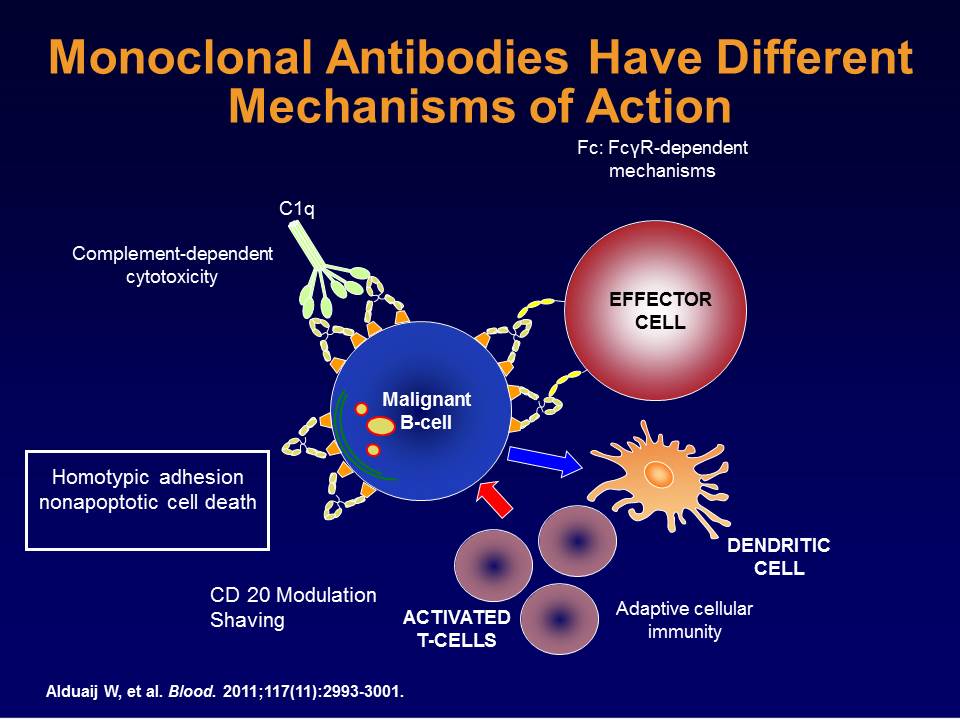 Monoclonal Antibodies Have Different
Mechanisms of Action
Fc: FcγR-dependent
mechanisms
C1q
Complement-dependent
cytotoxicity
EFFECTOR
CELL
Malignant
B-cell
Homotypic adhesion
nonapoptotic cell death
DENDRITIC
CELL
CD 20 Modulation
Shaving
ACTIVATED
T-CELLS
Adaptive cellular
immunity
Alduaij W, et al. Blood. 2011;117(11):2993-3001.